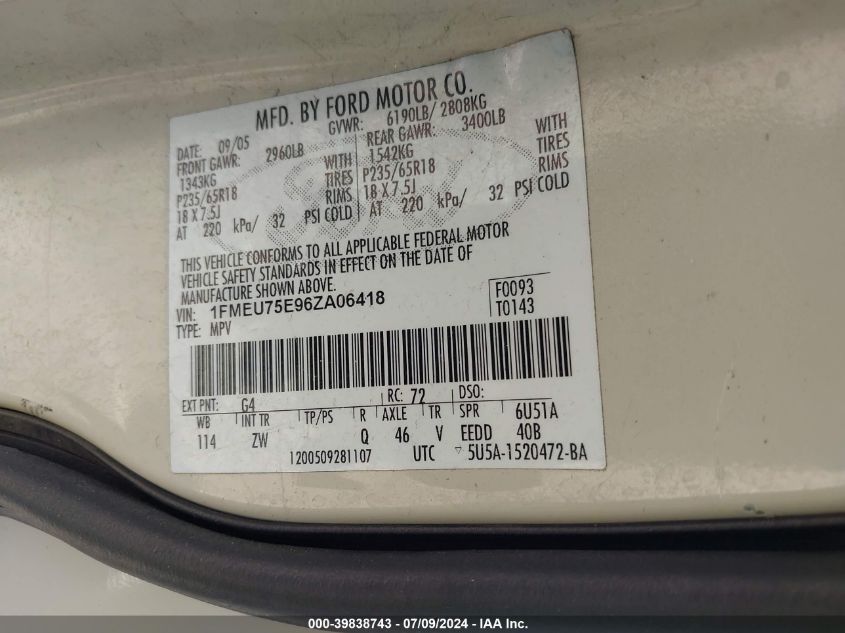 MFD. BY FORD MOTOR CO.
DATE: 09/05 GVWR: 6190LB/ 2808KG
FRONT GAWR: 2960LB REAR GAWR: 3400LB
1343KG WITH 1542KG WITH
P235/65R18 TIRES P235/65R18 TIRES
18 X 7.5J RIMS 18 X 7.5J RIMS
AT 220 kPa/ 32 PSI COLD AT 220 kPa/ 32 PSI COLD
THIS VEHICLE CONFORMS TO ALL APPLICABLE FEDERAL MOTOR
VEHICLE SAFETY STANDARDS IN EFFECT ON THE DATE OF
MANUFACTURE SHOWN ABOVE.
VIN: 1FMEU75E96ZA06418 F0093
TYPE: MPV T0143
EXT PNT: G4 RC: 72 DSO:
WB INT TR TP/PS R AXLE TR SPR 6U51A
114 ZW Q 46 V EEDD 40B
1200509281107 UTC ▽ 5U5A-1520472-BA
000-39838743 / 07/09/2024 - IAA Inc.